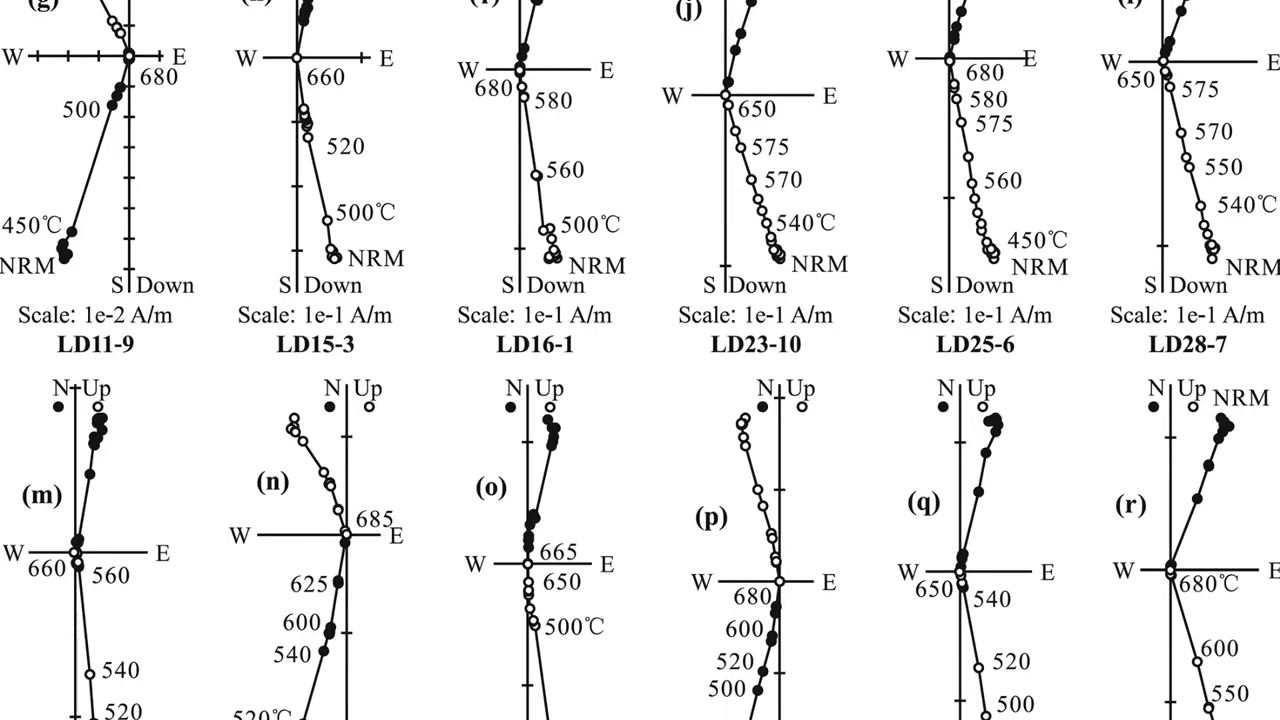 (g)
W E
680
500
450℃
NRM
S Down
Scale: 1e-2 A/m
LD11-9
W
660
520
500℃
NRM
S Down
Scale: 1e-1 A/m
LD15-3
W E
680
580
560
500℃
NRM
S Down
Scale: 1e-1 A/m
LD16-1
(j)
W E
650
575
570
540℃
NRM
S Down
Scale: 1e-1 A/m
LD23-10
W E
680
580
575
560
450℃
NRM
S Down
Scale: 1e-1 A/m
LD25-6
W E
650
575
570
550
540℃
NRM
S Down
Scale: 1e-1 A/m
LD28-7
N Up
(m)
W E
660
560
540
520
N Up
(n)
685
W E
625
600
540
520℃
N Up
(o)
665
W E
650
500℃
N Up
(p)
W E
680
600
520
500
N Up
(q)
W E
650
540
520
500
N Up
NRM
(r)
W E
680℃
600
550